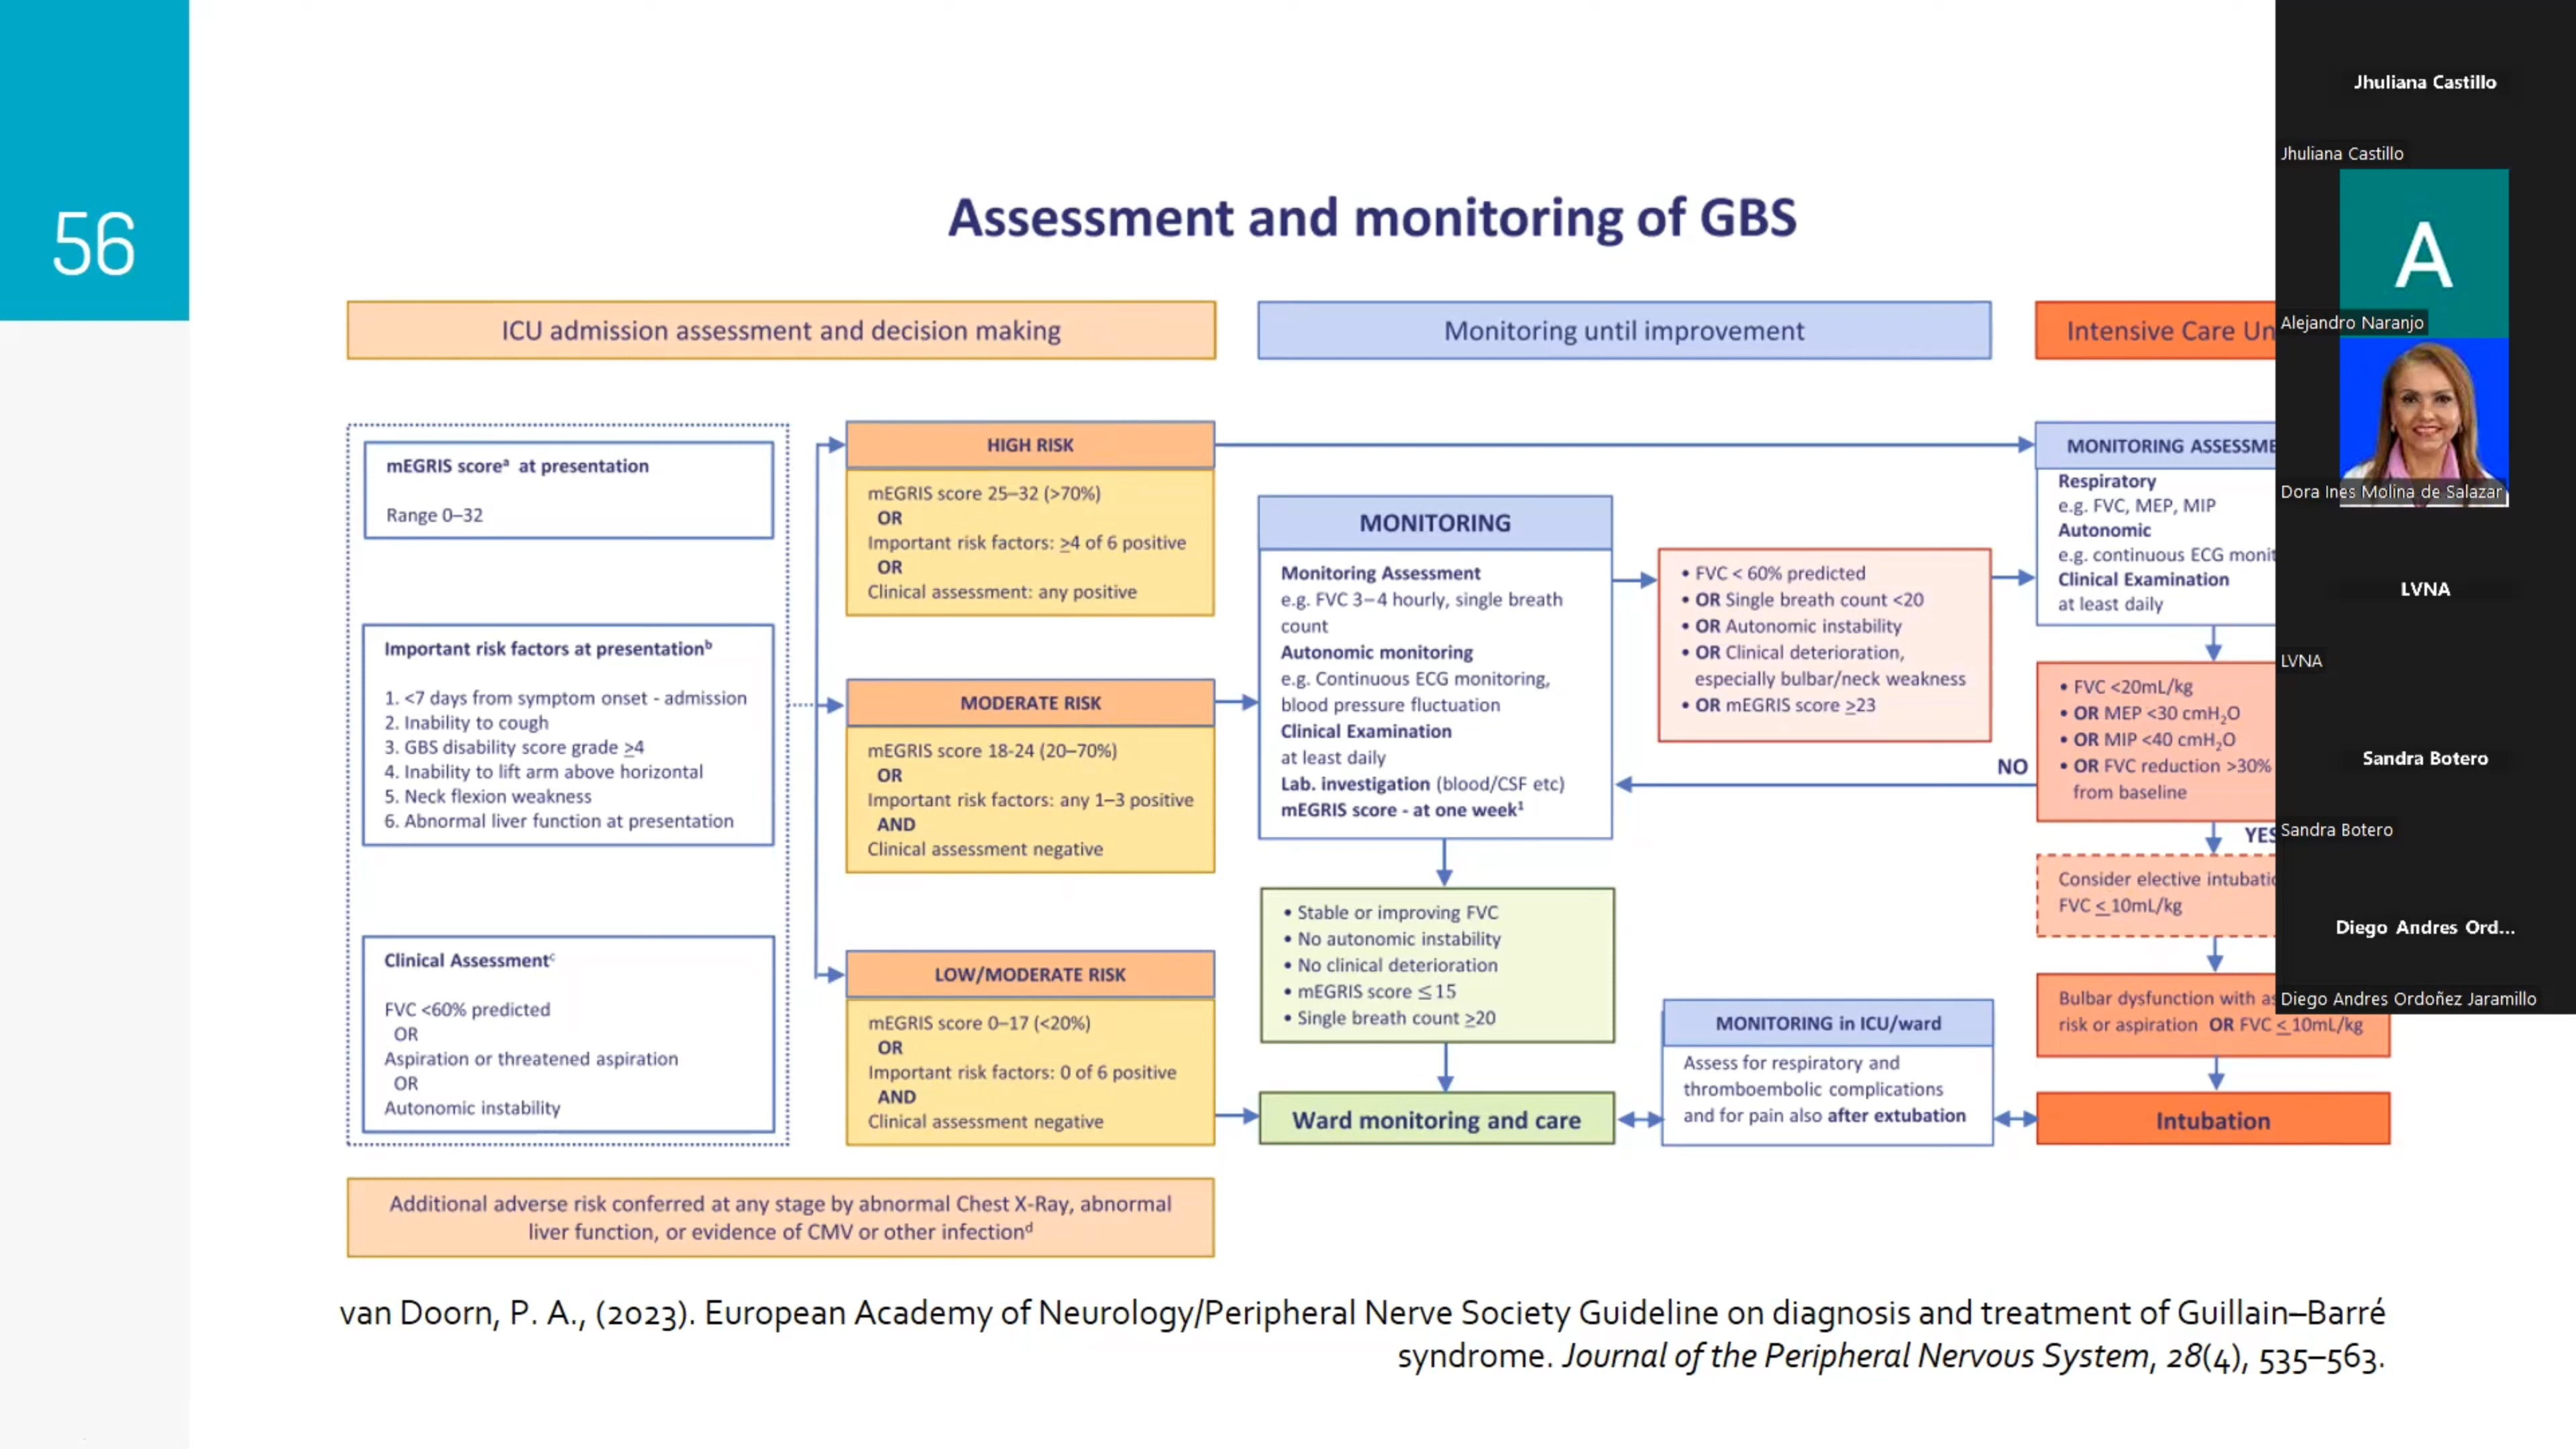 56
Assessment and monitoring of GBS
ICU admission assessment and decision making
mEGRIS scoreᵃ at presentation
Range 0–32
Important risk factors at presentationᵇ
1. <7 days from symptom onset - admission
2. Inability to cough
3. GBS disability score grade ≥4
4. Inability to lift arm above horizontal
5. Neck flexion weakness
6. Abnormal liver function at presentation
Clinical Assessmentᶜ
FVC <60% predicted
OR
Aspiration or threatened aspiration
OR
Autonomic instability
HIGH RISK
mEGRIS score 25–32 (>70%)
OR
Important risk factors: ≥4 of 6 positive
OR
Clinical assessment: any positive
MODERATE RISK
mEGRIS score 18-24 (20–70%)
OR
Important risk factors: any 1–3 positive
AND
Clinical assessment negative
LOW/MODERATE RISK
mEGRIS score 0–17 (<20%)
OR
Important risk factors: 0 of 6 positive
AND
Clinical assessment negative
Additional adverse risk conferred at any stage by abnormal Chest X-Ray, abnormal
liver function, or evidence of CMV or other infectionᵈ
Monitoring until improvement
MONITORING
Monitoring Assessment
e.g. FVC 3–4 hourly, single breath
count
Autonomic monitoring
e.g. Continuous ECG monitoring,
blood pressure fluctuation
Clinical Examination
at least daily
Lab. investigation (blood/CSF etc)
mEGRIS score - at one week¹
• FVC < 60% predicted
• OR Single breath count <20
• OR Autonomic instability
• OR Clinical deterioration,
especially bulbar/neck weakness
• OR mEGRIS score ≥23
NO
• Stable or improving FVC
• No autonomic instability
• No clinical deterioration
• mEGRIS score ≤15
• Single breath count ≥20
Ward monitoring and care
MONITORING in ICU/ward
Assess for respiratory and
thromboembolic complications
and for pain also after extubation
Intensive Care Un
MONITORING ASSESSME
Respiratory
e.g. FVC, MEP, MIP
Autonomic
e.g. continuous ECG monit
Clinical Examination
at least daily
• FVC <20mL/kg
• OR MEP <30 cmH₂O
• OR MIP <40 cmH₂O
• OR FVC reduction >30%
from baseline
YES
Consider elective intubatio
FVC ≤10mL/kg
Bulbar dysfunction with as
risk or aspiration OR FVC ≤10mL/kg
Intubation
van Doorn, P. A., (2023). European Academy of Neurology/Peripheral Nerve Society Guideline on diagnosis and treatment of Guillain–Barré
syndrome. Journal of the Peripheral Nervous System, 28(4), 535–563.
Jhuliana Castillo
Jhuliana Castillo
A
Alejandro Naranjo
Dora Ines Molina de Salazar
LVNA
LVNA
Sandra Botero
Sandra Botero
Diego Andres Ord...
Diego Andres Ordoñez Jaramillo